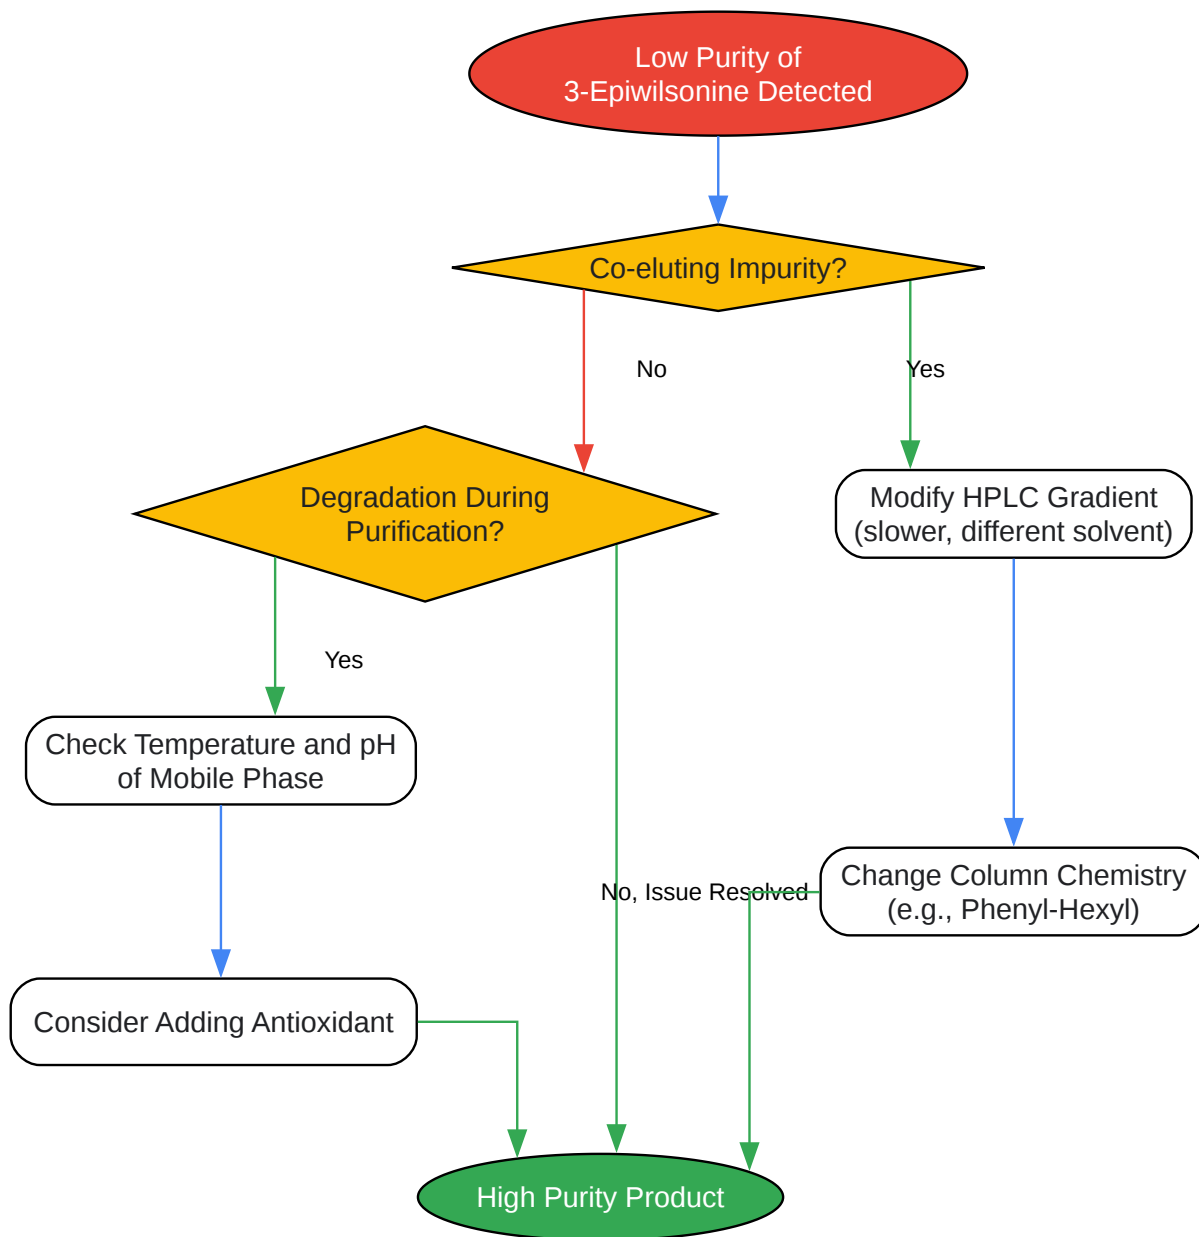 Low Purity of
3-Epiwilsonine Detected
Co-eluting Impurity?
No
Yes
Degradation During
Purification?
Modify HPLC Gradient
(slower, different solvent)
Yes
Check Temperature and pH
of Mobile Phase
No, Issue Resolved
Change Column Chemistry
(e.g., Phenyl-Hexyl)
Consider Adding Antioxidant
High Purity Product